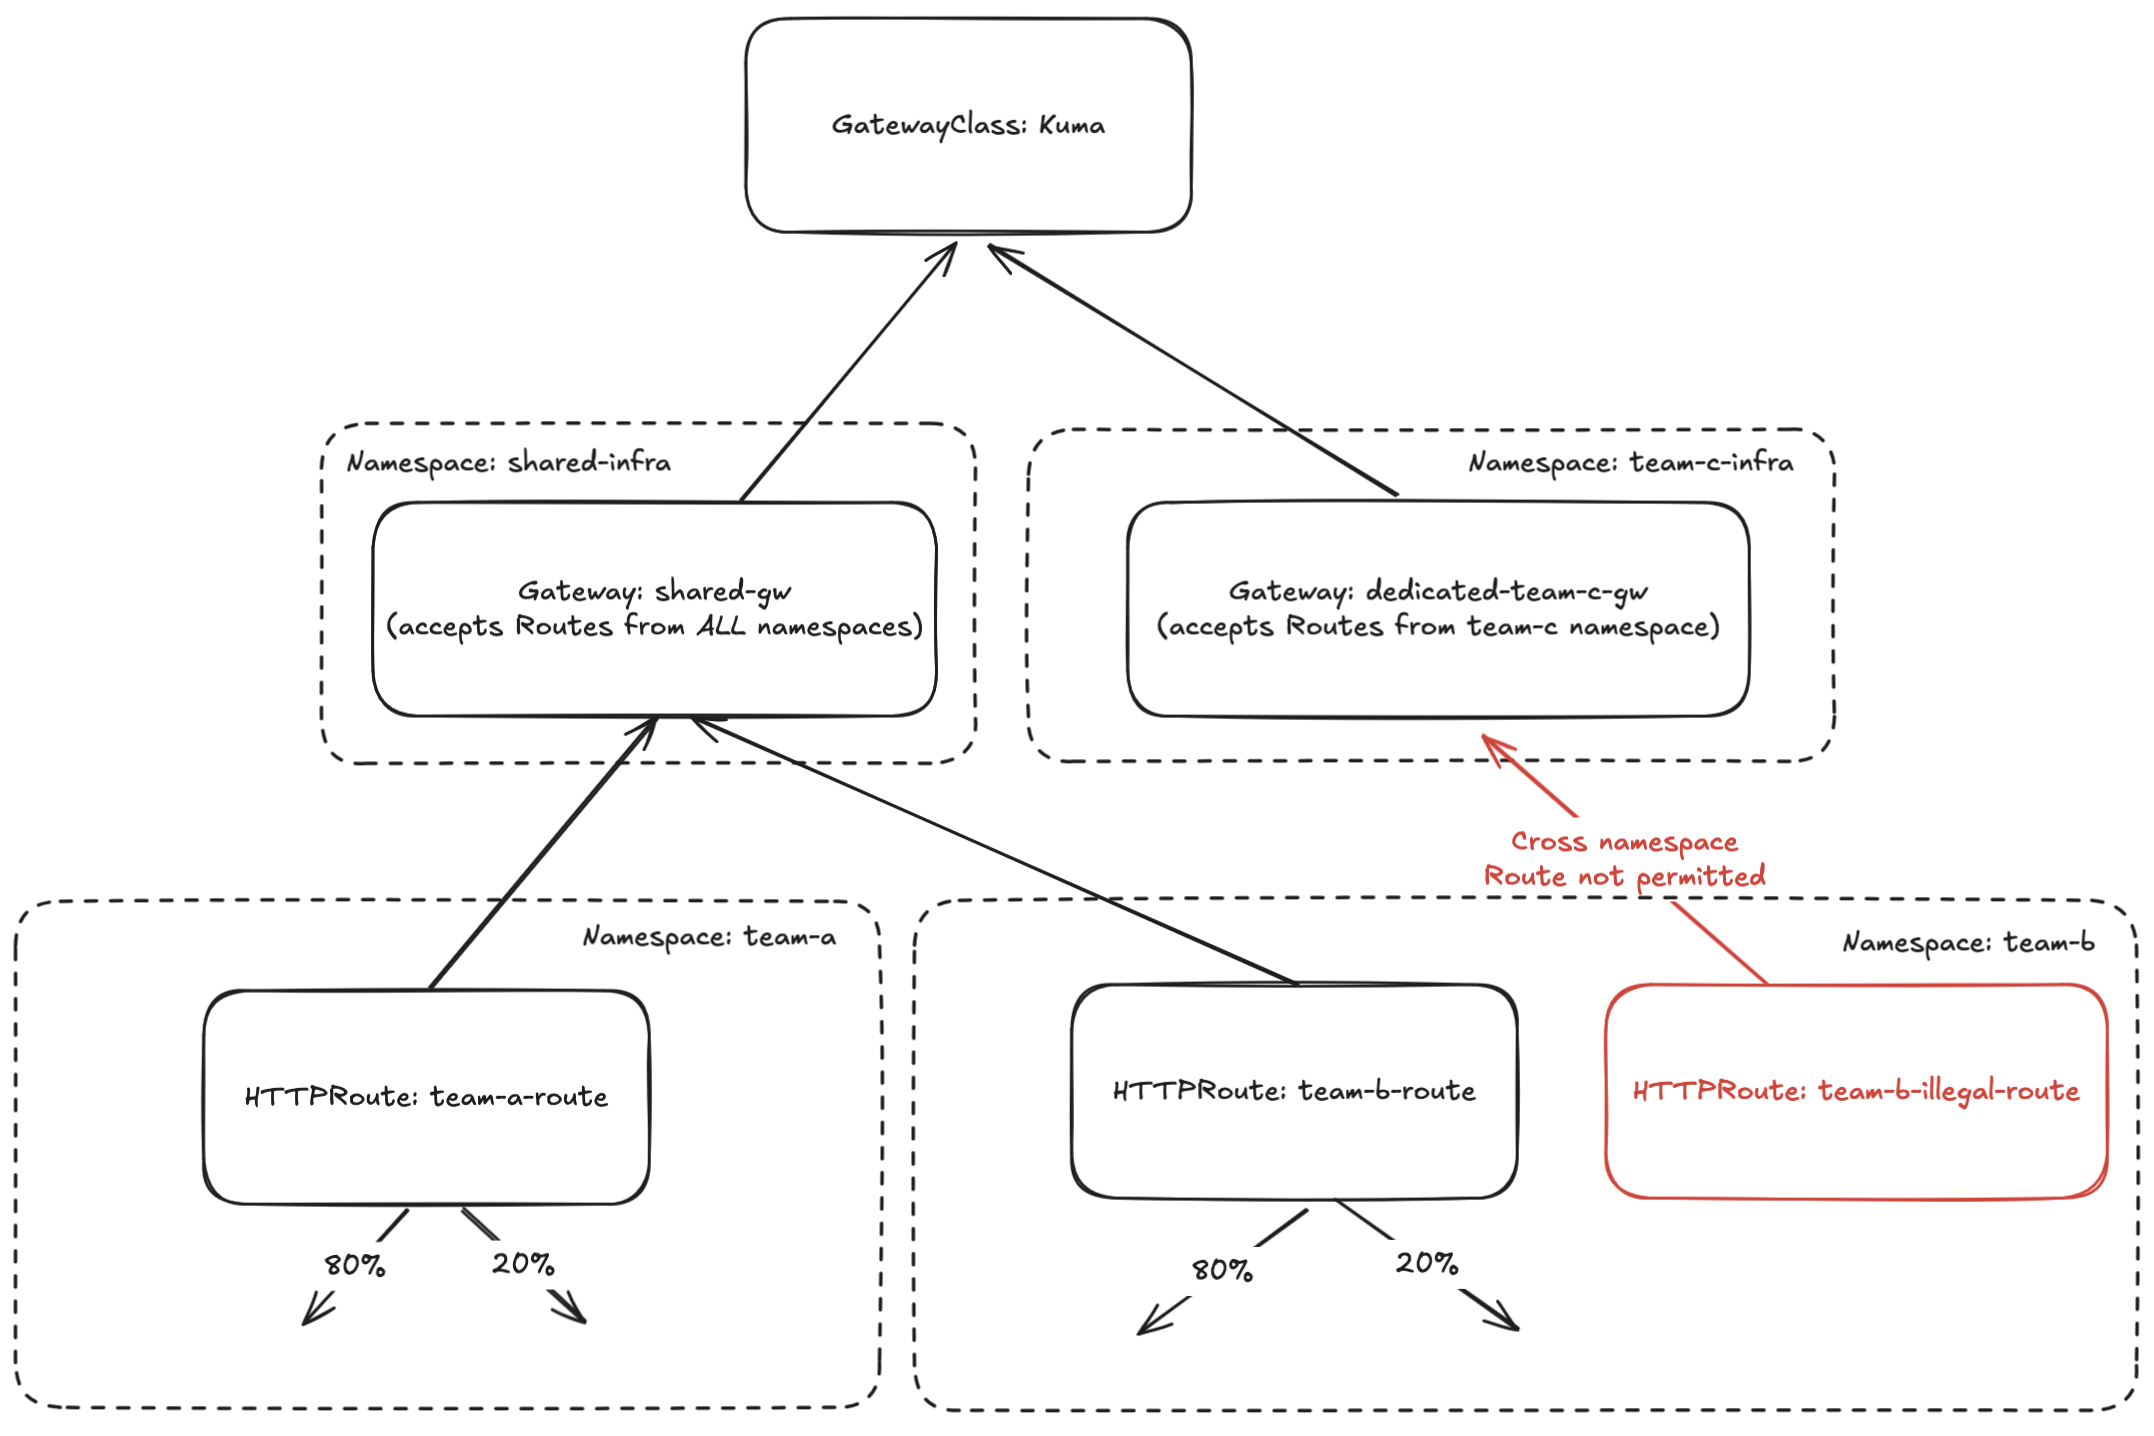 GatewayClass: Kuma
Namespace: shared-infra
Gateway: shared-gw
(accepts Routes from ALL namespaces)
Namespace: team-c-infra
Gateway: dedicated-team-c-gw
(accepts Routes from team-c namespace)
Cross namespace
Route not permitted
Namespace: team-a
HTTPRoute: team-a-route
80%
20%
Namespace: team-b
HTTPRoute: team-b-route
HTTPRoute: team-b-illegal-route
80%
20%